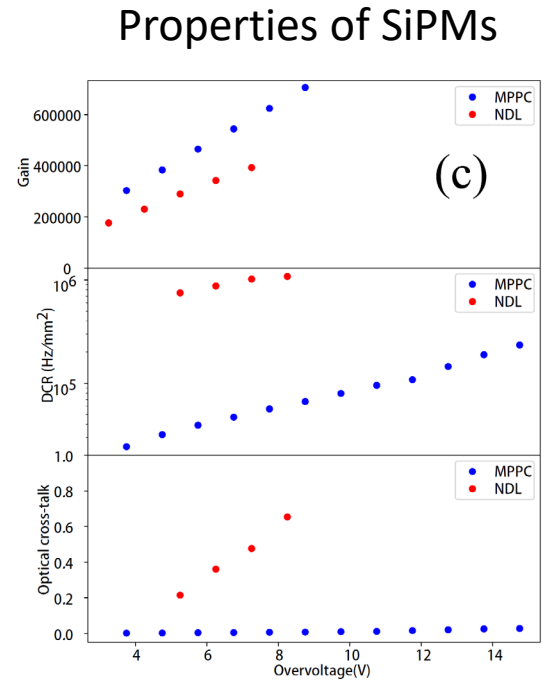 Properties of SiPMs
MPPC
NDL
(c)
Gain
600000
400000
200000
0
MPPC
NDL
DCR (Hz/mm²)
10⁶
10⁵
MPPC
NDL
Optical cross-talk
1.0
0.8
0.6
0.4
0.2
0.0
4 6 8 10 12 14
Overvoltage(V)